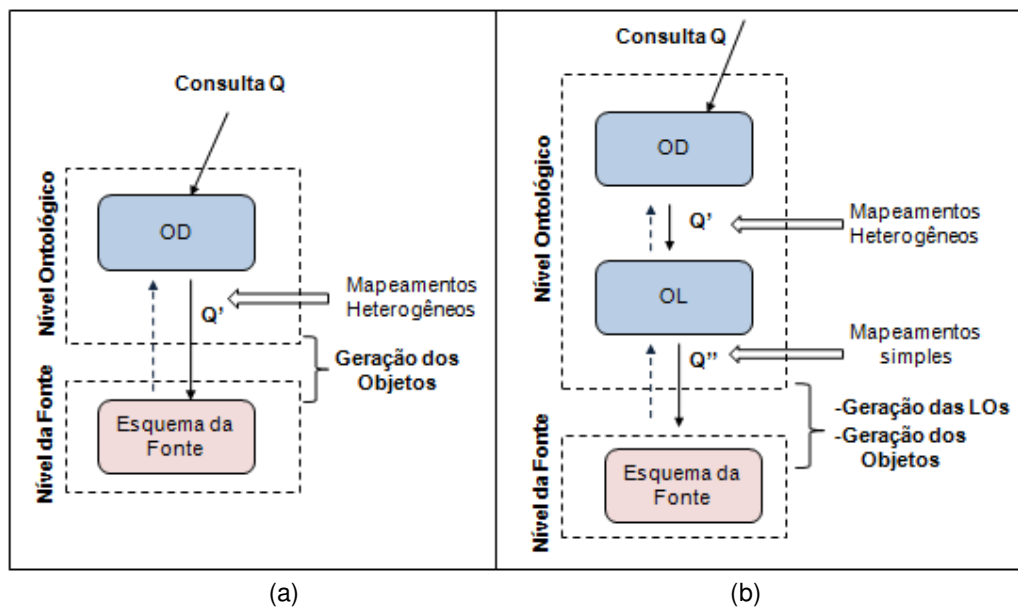 Consulta Q
Nível Ontológico
OD
Q'
Mapeamentos
Heterogêneos
Geração dos
Objetos
Nível da Fonte
Esquema da
Fonte
(a)
Consulta Q
Nível Ontológico
OD
Q'
Mapeamentos
Heterogêneos
OL
Q"
Mapeamentos
simples
-Geração das LOs
-Geração dos
Objetos
Nível da Fonte
Esquema da
Fonte
(b)